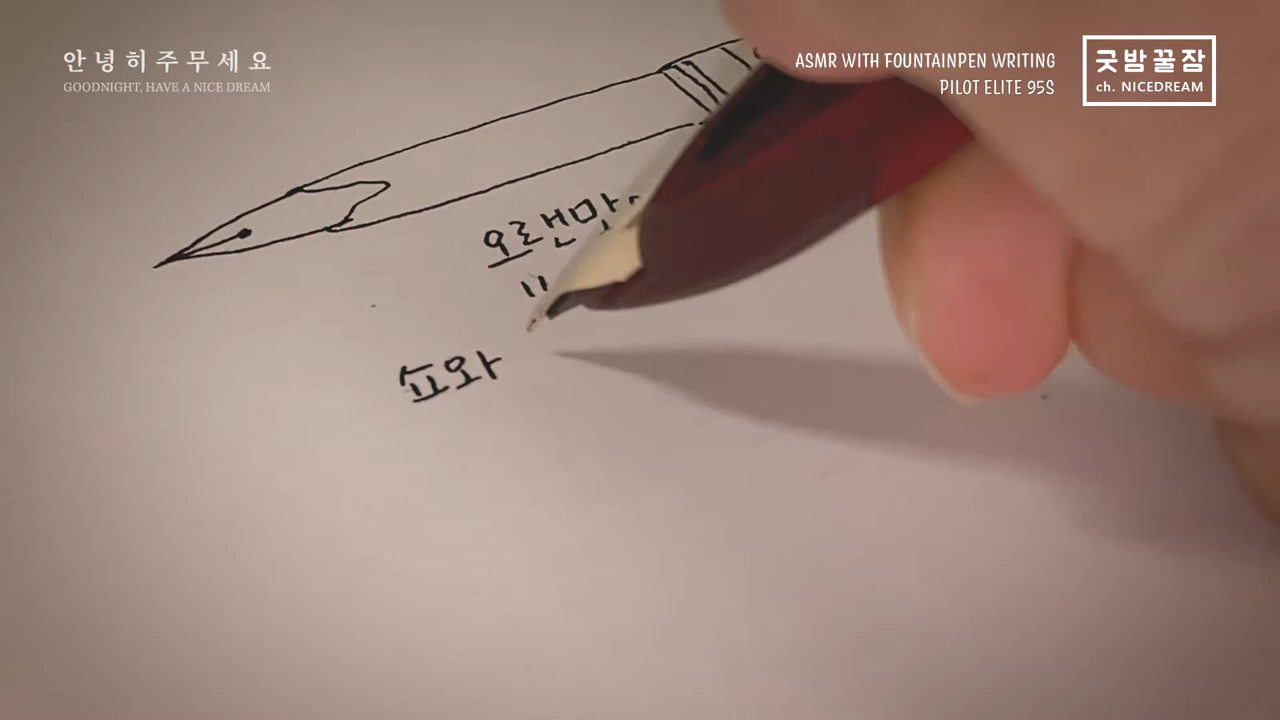 안녕히주무세요
GOODNIGHT, HAVE A NICE DREAM
ASMR WITH FOUNTAINPEN WRITING
PILOT ELITE 95S
굿밤꿀잠
ch. NICEDREAM
오랜만
"
쇼와